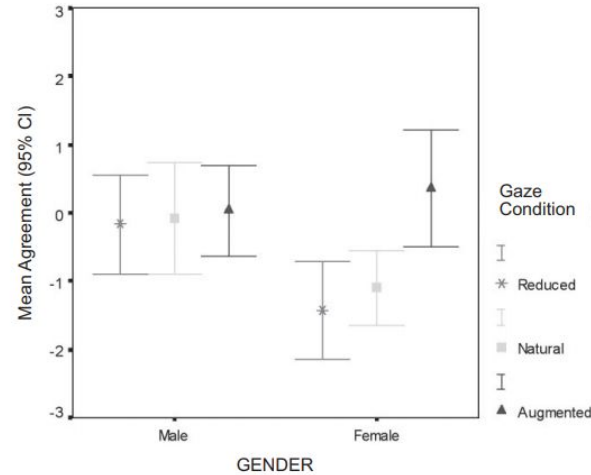 3
2
1
0
-1
-2
-3
Mean Agreement (95% CI)
Male
Female
GENDER
Gaze
Condition
Reduced
Natural
Augmented